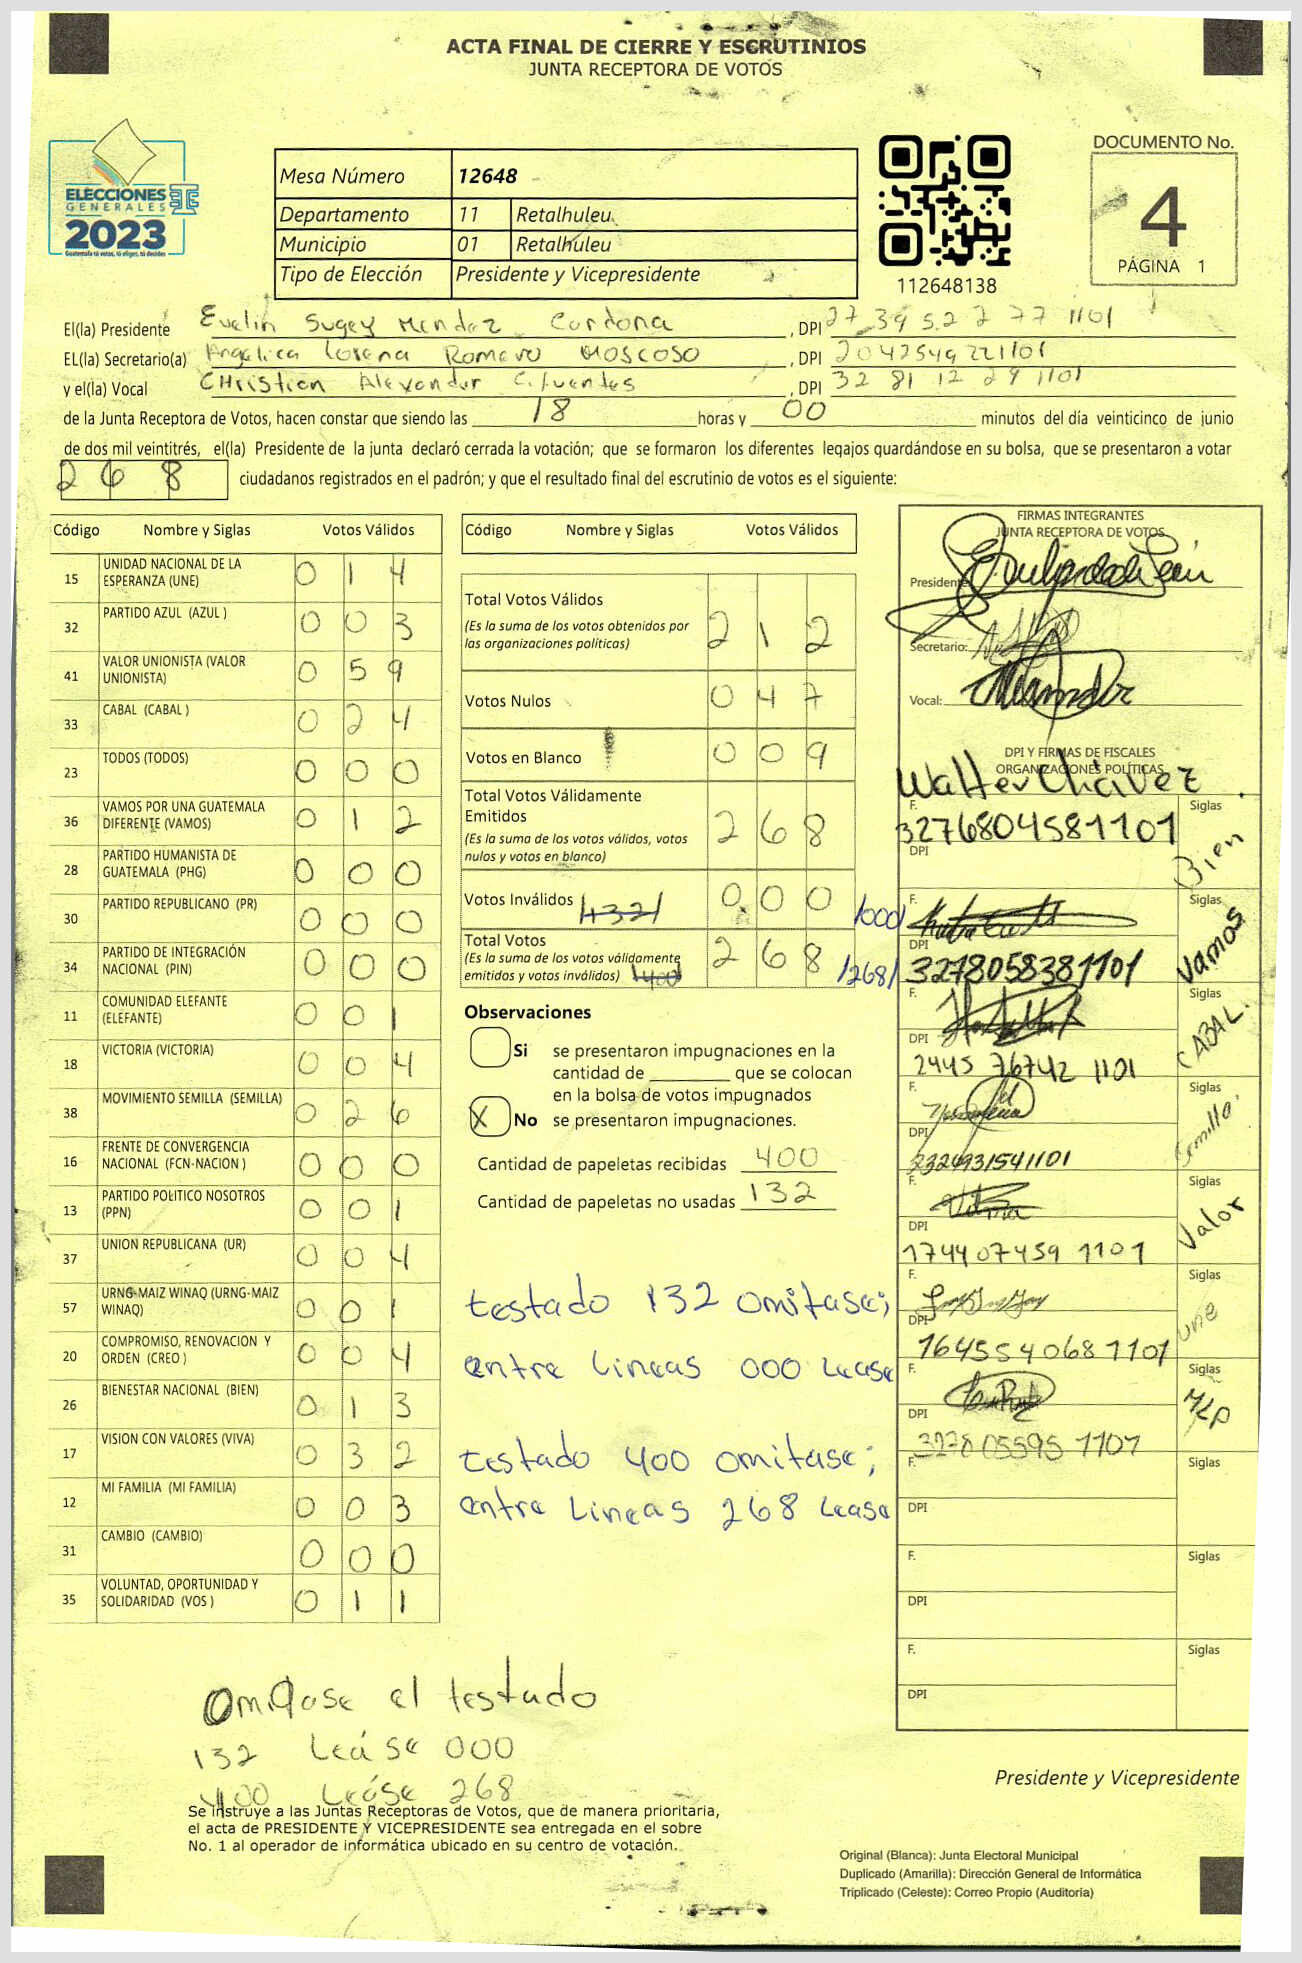 ACTA FINAL DE CIERRE Y ESCRUTINIOS
JUNTA RECEPTORA DE VOTOS
ELECCIONES
GENERALES
2023
Guatemala tú votas, tú eliges, tú decides
Mesa Número 12648
Departamento 11 Retalhuleu
Municipio 01 Retalhuleu
Tipo de Elección Presidente y Vicepresidente
112648138
DOCUMENTO No.
4
PÁGINA 1
El(la) Presidente Evelin Sugey Mendez Cardona , DPI 27 39 52 2 77 1101
EL(la) Secretario(a) Angelica Lorena Romero Moscoso , DPI 2042549221101
y el(la) Vocal CHristian Alexander Cifuentes , DPI 32 81 12 29 1101
de la Junta Receptora de Votos, hacen constar que siendo las 18 horas y 00 minutos del día veinticinco de junio
de dos mil veintitrés, el(la) Presidente de la junta declaró cerrada la votación; que se formaron los diferentes legajos guardándose en su bolsa, que se presentaron a votar
268 ciudadanos registrados en el padrón; y que el resultado final del escrutinio de votos es el siguiente:
Código Nombre y Siglas Votos Válidos
15 UNIDAD NACIONAL DE LA ESPERANZA (UNE) 0 1 4
32 PARTIDO AZUL (AZUL ) 0 0 3
41 VALOR UNIONISTA (VALOR UNIONISTA) 0 5 9
33 CABAL (CABAL ) 0 2 4
23 TODOS (TODOS) 0 0 0
36 VAMOS POR UNA GUATEMALA DIFERENTE (VAMOS) 0 1 2
28 PARTIDO HUMANISTA DE GUATEMALA (PHG) 0 0 0
30 PARTIDO REPUBLICANO (PR) 0 0 0
34 PARTIDO DE INTEGRACIÓN NACIONAL (PIN) 0 0 0
11 COMUNIDAD ELEFANTE (ELEFANTE) 0 0 1
18 VICTORIA (VICTORIA) 0 0 4
38 MOVIMIENTO SEMILLA (SEMILLA) 0 2 6
16 FRENTE DE CONVERGENCIA NACIONAL (FCN-NACION ) 0 0 0
13 PARTIDO POLITICO NOSOTROS (PPN) 0 0 1
37 UNION REPUBLICANA (UR) 0 0 4
57 URNG-MAIZ WINAQ (URNG-MAIZ WINAQ) 0 0 1
20 COMPROMISO, RENOVACION Y ORDEN (CREO ) 0 0 4
26 BIENESTAR NACIONAL (BIEN) 0 1 3
17 VISION CON VALORES (VIVA) 0 3 2
12 MI FAMILIA (MI FAMILIA) 0 0 3
31 CAMBIO (CAMBIO) 0 0 0
35 VOLUNTAD, OPORTUNIDAD Y SOLIDARIDAD (VOS ) 0 1 1
Código Nombre y Siglas Votos Válidos
Total Votos Válidos 2 1 2
(Es la suma de los votos obtenidos por
las organizaciones politicas)
Votos Nulos 0 4 7
Votos en Blanco 0 0 9
Total Votos Válidamente
Emitidos 2 6 8
(Es la suma de los votos válidos, votos
nulos y votos en blanco)
Votos Inválidos 0 0 0 /000/
Total Votos
(Es la suma de los votos válidamente
emitidos y votos inválidos) 400 2 6 8 /268/
Observaciones
Si se presentaron impugnaciones en la
cantidad de ________ que se colocan
en la bolsa de votos impugnados
X No se presentaron impugnaciones.
Cantidad de papeletas recibidas 400
Cantidad de papeletas no usadas 132
testado 132 omitase;
entre lineas 000 Lease
testado 400 omitase;
entre Lineas 268 Lease
FIRMAS INTEGRANTES
JUNTA RECEPTORA DE VOTOS
Presidente
Secretario:
Vocal:
DPI Y FIRMAS DE FISCALES
ORGANIZACIONES POLÍTICAS
F. Walter Chávez Siglas Bien
DPI 3276804581101
F. Siglas Vamos
DPI 3278058381101
F. Siglas CABAL.
DPI 2445 76742 1101
F. Siglas Semilla
DPI 2324931541101
F. Siglas Valor
DPI 174407459 1101
F. Siglas une
DPI 1645540681101
F. Siglas MLP
DPI 3278 05595 1101
F. Siglas
DPI
F. Siglas
DPI
F. Siglas
DPI
Omitase el testado
132 Leáse 000
400 Leáse 268
Se instruye a las Juntas Receptoras de Votos, que de manera prioritaria,
el acta de PRESIDENTE Y VICEPRESIDENTE sea entregada en el sobre
No. 1 al operador de informática ubicado en su centro de votación.
Presidente y Vicepresidente
Original (Blanca): Junta Electoral Municipal
Duplicado (Amarilla): Dirección General de Informática
Triplicado (Celeste): Correo Propio (Auditoría)